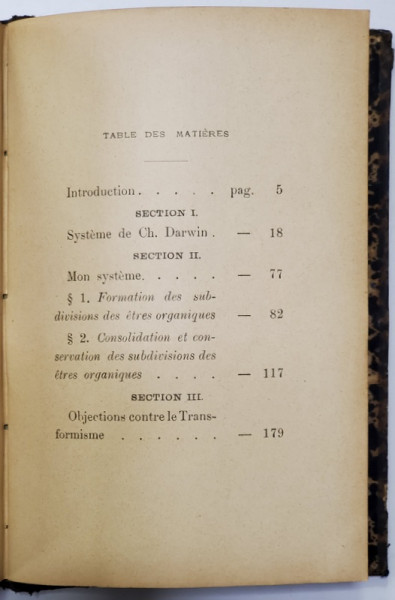 TABLE DES MATIÈRES
Introduction . . . . . pag. 5
SECTION I.
Système de Ch. Darwin . — 18
SECTION II.
Mon système. . . . . — 77
§ 1. Formation des sub-
divisions des êtres organiques — 82
§ 2. Consolidation et con-
servation des subdivisions des
êtres organiques . . . . — 117
SECTION III.
Objections contre le Trans-
formisme . . . . . . — 179